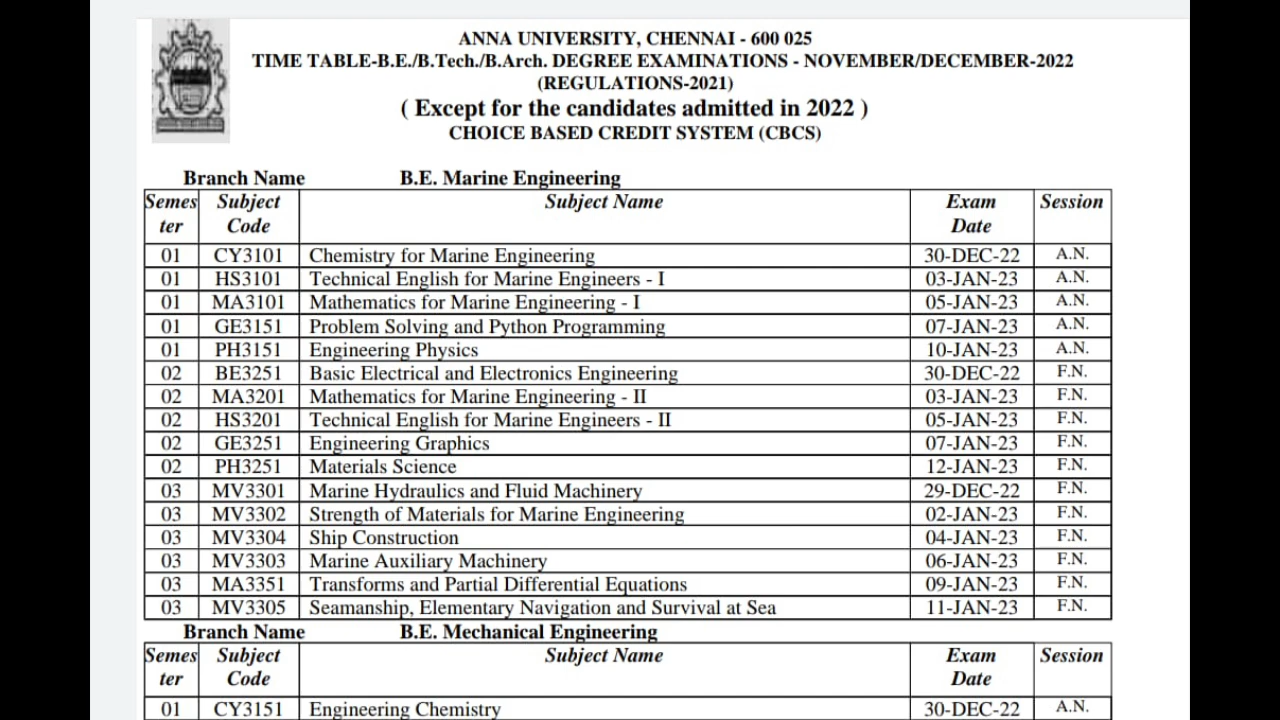 ANNA UNIVERSITY, CHENNAI - 600 025
TIME TABLE-B.E./B.Tech./B.Arch. DEGREE EXAMINATIONS - NOVEMBER/DECEMBER-2022
(REGULATIONS-2021)
( Except for the candidates admitted in 2022 )
CHOICE BASED CREDIT SYSTEM (CBCS)
Branch Name B.E. Marine Engineering
Semes Subject Subject Name Exam Session
ter Code Date
01 CY3101 Chemistry for Marine Engineering 30-DEC-22 A.N.
01 HS3101 Technical English for Marine Engineers - I 03-JAN-23 A.N.
01 MA3101 Mathematics for Marine Engineering - I 05-JAN-23 A.N.
01 GE3151 Problem Solving and Python Programming 07-JAN-23 A.N.
01 PH3151 Engineering Physics 10-JAN-23 A.N.
02 BE3251 Basic Electrical and Electronics Engineering 30-DEC-22 F.N.
02 MA3201 Mathematics for Marine Engineering - II 03-JAN-23 F.N.
02 HS3201 Technical English for Marine Engineers - II 05-JAN-23 F.N.
02 GE3251 Engineering Graphics 07-JAN-23 F.N.
02 PH3251 Materials Science 12-JAN-23 F.N.
03 MV3301 Marine Hydraulics and Fluid Machinery 29-DEC-22 F.N.
03 MV3302 Strength of Materials for Marine Engineering 02-JAN-23 F.N.
03 MV3304 Ship Construction 04-JAN-23 F.N.
03 MV3303 Marine Auxiliary Machinery 06-JAN-23 F.N.
03 MA3351 Transforms and Partial Differential Equations 09-JAN-23 F.N.
03 MV3305 Seamanship, Elementary Navigation and Survival at Sea 11-JAN-23 F.N.
Branch Name B.E. Mechanical Engineering
Semes Subject Subject Name Exam Session
ter Code Date
01 CY3151 Engineering Chemistry 30-DEC-22 A.N.